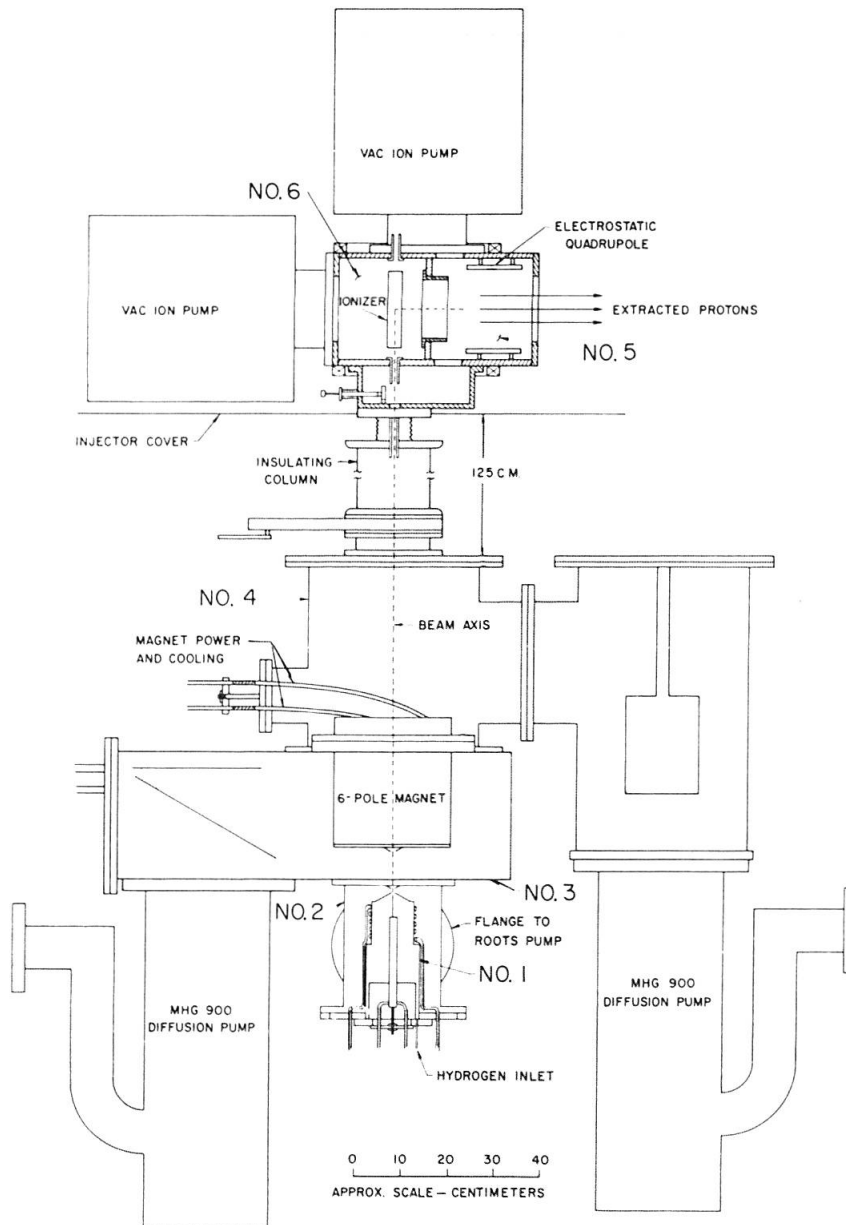 VAC ION PUMP
NO. 6
ELECTROSTATIC
QUADRUPOLE
VAC ION PUMP
IONIZER
EXTRACTED PROTONS
NO. 5
INJECTOR COVER
INSULATING
COLUMN
125 CM.
NO. 4
BEAM AXIS
MAGNET POWER
AND COOLING
6-POLE MAGNET
NO. 3
NO. 2
FLANGE TO
ROOTS PUMP
NO. 1
MHG 900
DIFFUSION PUMP
MHG 900
DIFFUSION PUMP
HYDROGEN INLET
0 10 20 30 40
APPROX. SCALE — CENTIMETERS